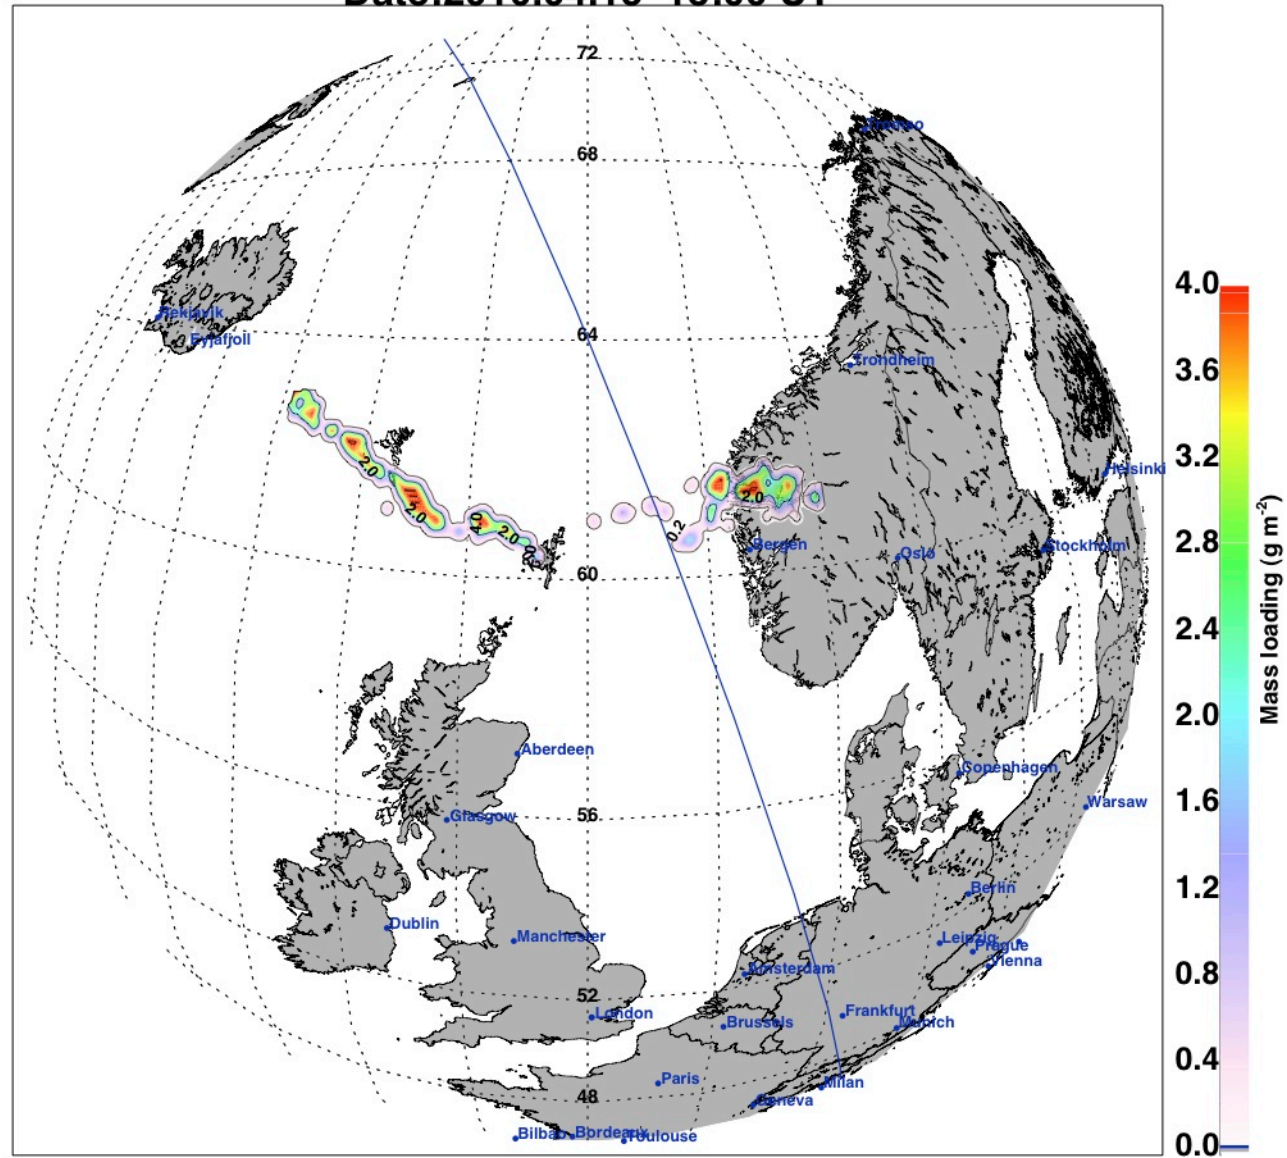 72
Tromso
68
4.0
Rekjavik
Eyjafjoll
64
Trondheim
3.6
3.2
2.0
Helsinki
2.0
2.0
4.0
2.0
0.2
2.8
Bergen
Oslo
Stockholm
60
2.4
Mass loading (g m-2)
2.0
Aberdeen
Copenhagen
Warsaw
1.6
56
Glasgow
Berlin
1.2
Dublin
Manchester
Leipzig
Prague
Vienna
Amsterdam
0.8
52
London
Brussels
Frankfurt
Munich
0.4
Paris
Milan
48
Geneva
Bilbao
Bordeaux
Toulouse
0.0